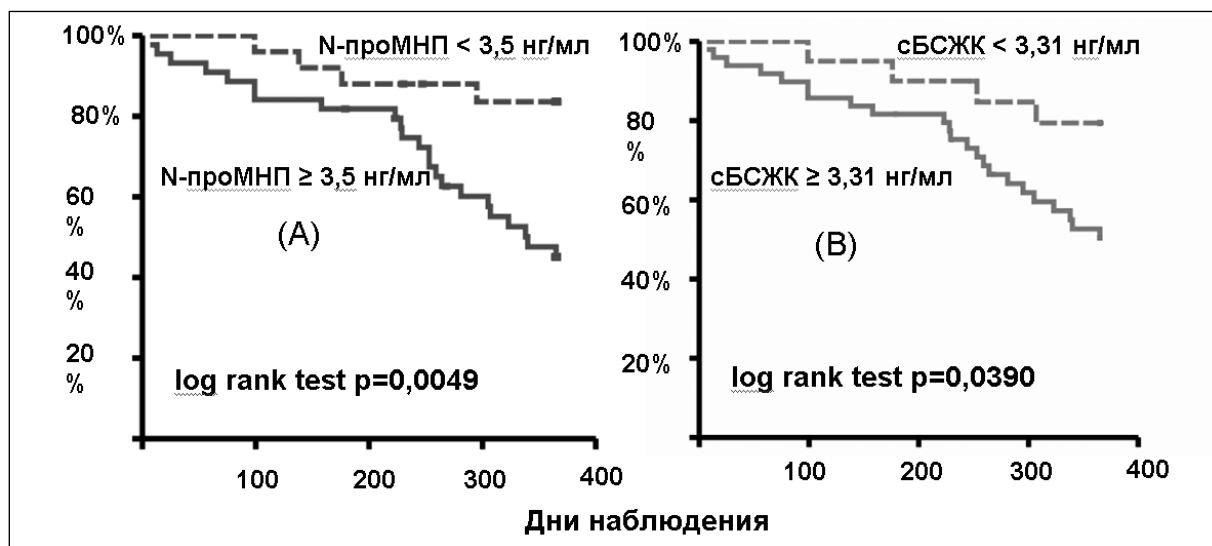 100%
N-проМНП < 3,5 нг/мл
80%
N-проМНП ≥ 3,5 нг/мл
60
%
(A)
40
%
20
%
log rank test p=0,0049
100
200
300
400
100%
сБСЖК < 3,31 нг/мл
80
%
сБСЖК ≥ 3,31 нг/мл
60%
(B)
40%
20%
log rank test p=0,0390
100
200
300
400
Дни наблюдения